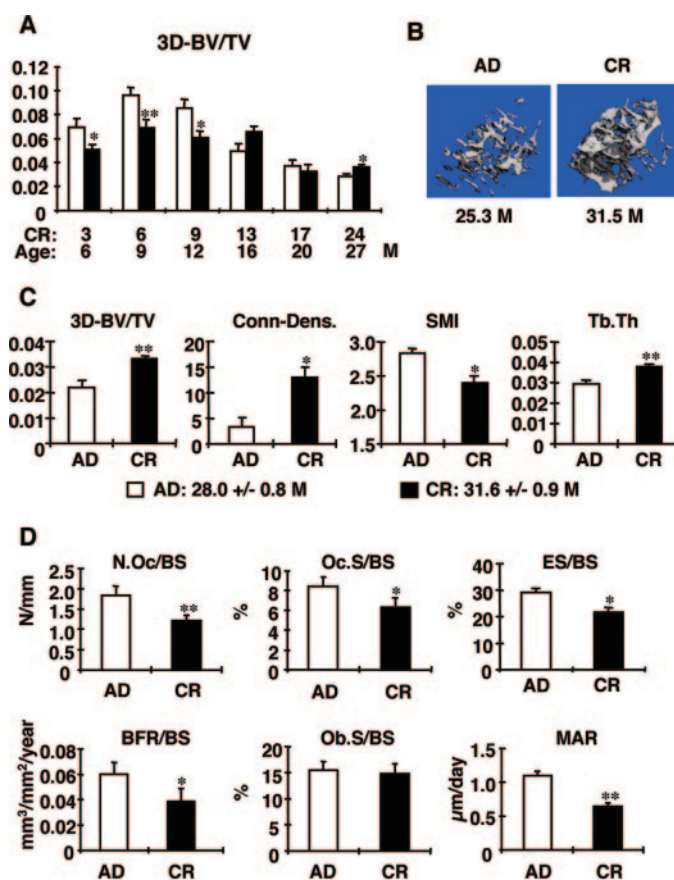 A
3D-BV/TV
0.12
0.10
0.08
0.06
0.04
0.02
0
* ** * *
CR: 3 6 9 13 17 24
Age: 6 9 12 16 20 27 M
B
AD CR
25.3 M 31.5 M
C
3D-BV/TV Conn-Dens. SMI Tb.Th
0.04 20 3.0 0.05
0.03 15 2.5 0.04
0.02 10 2.0 0.03
0.01 5 1.5 0.02
0.00 0 0.01
0.00
** * * **
AD CR AD CR AD CR AD CR
AD: 28.0 +/- 0.8 M CR: 31.6 +/- 0.9 M
D
N.Oc/BS Oc.S/BS ES/BS
N/mm % %
2.5 10 40
2.0 8 30
1.5 6 20
1.0 4 10
0.5 2 0
0 0
** * *
AD CR AD CR AD CR
BFR/BS Ob.S/BS MAR
mm³/mm²/year % µm/day
0.08 20 1.5
0.06 15 1.0
0.04 10 0.5
0.02 5 0
0 0
* **
AD CR AD CR AD CR